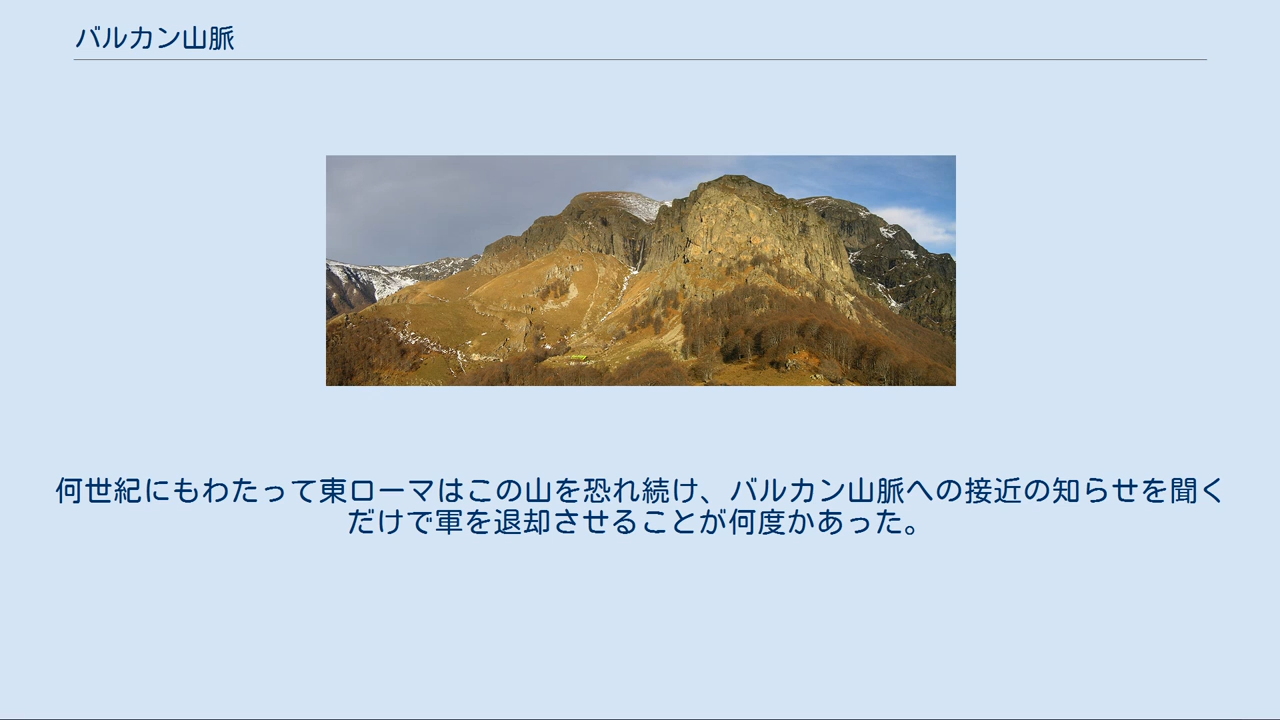 バルカン山脈
何世紀にもわたって東ローマはこの山を恐れ続け、バルカン山脈への接近の知らせを聞く
だけで軍を退却させることが何度かあった。